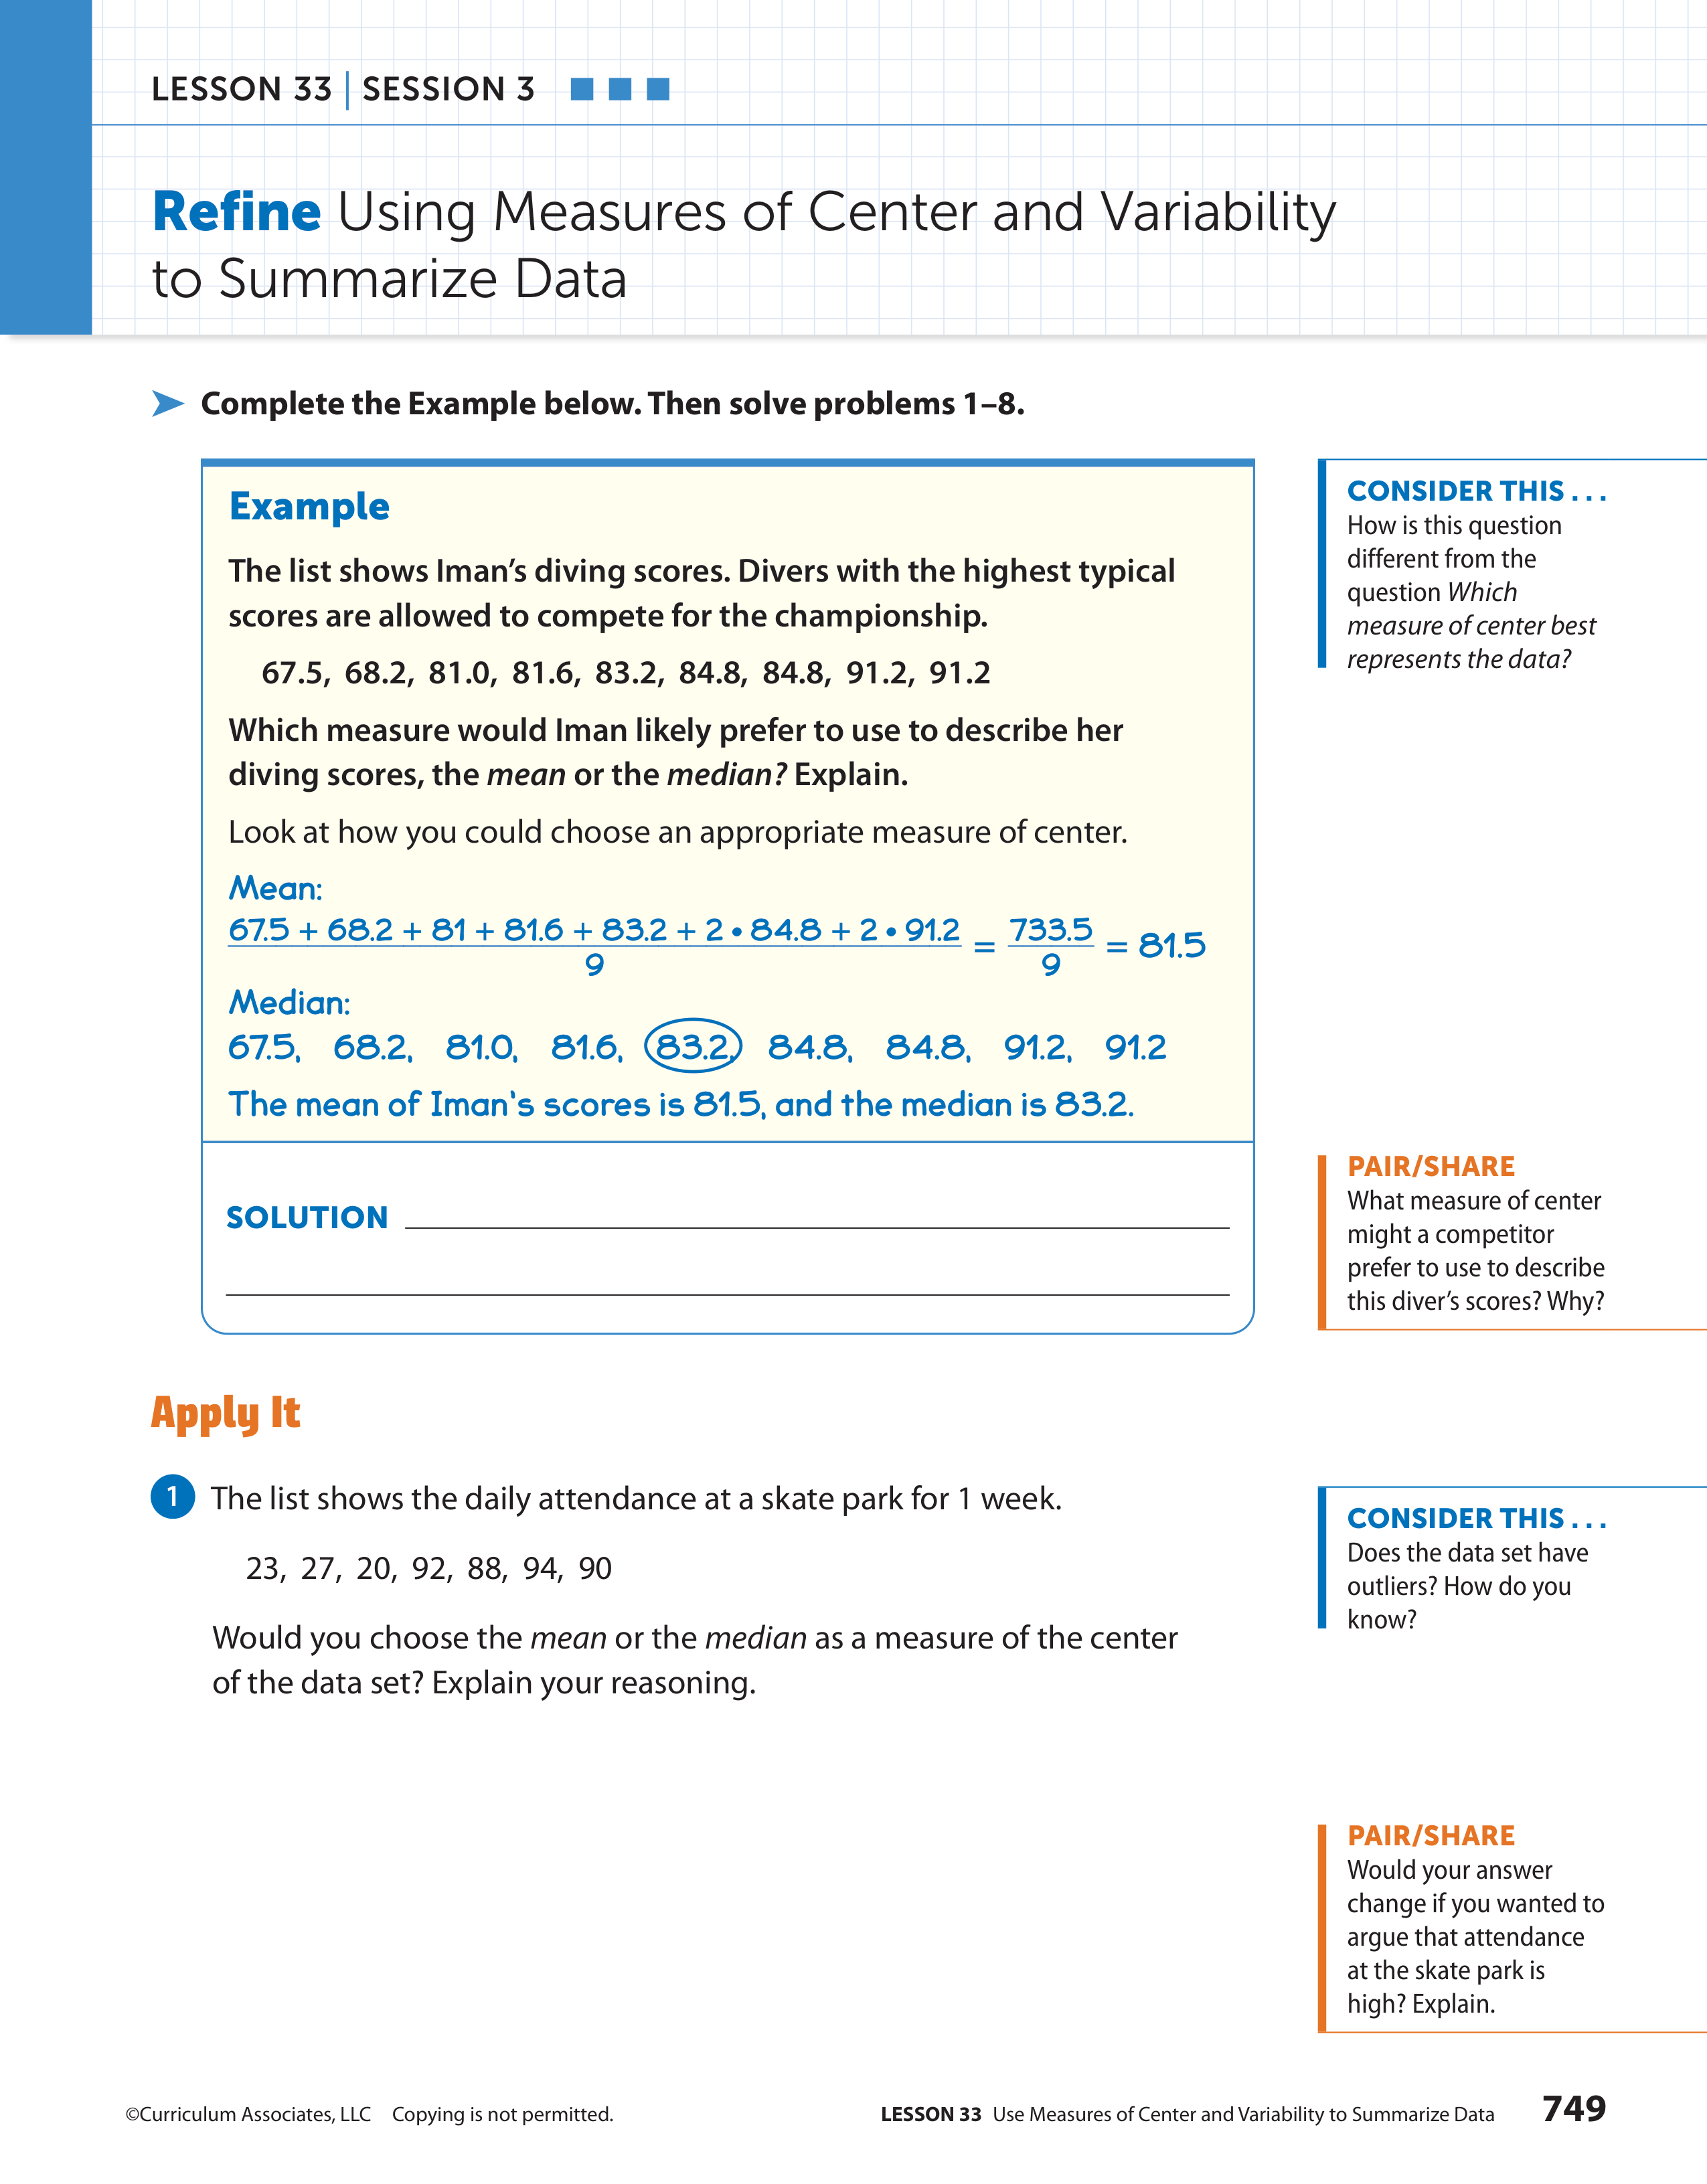 LESSON 33 | SESSION 3
Refine Using Measures of Center and Variability
to Summarize Data
Complete the Example below. Then solve problems 1–8.
Example
The list shows Iman’s diving scores. Divers with the highest typical
scores are allowed to compete for the championship.
67.5, 68.2, 81.0, 81.6, 83.2, 84.8, 84.8, 91.2, 91.2
Which measure would Iman likely prefer to use to describe her
diving scores, the mean or the median? Explain.
Look at how you could choose an appropriate measure of center.
Mean:
67.5 + 68.2 + 81 + 81.6 + 83.2 + 2 • 84.8 + 2 • 91.2 / 9 = 733.5 / 9 = 81.5
Median:
67.5, 68.2, 81.0, 81.6, 83.2, 84.8, 84.8, 91.2, 91.2
The mean of Iman's scores is 81.5, and the median is 83.2.
SOLUTION
CONSIDER THIS . . .
How is this question
different from the
question Which
measure of center best
represents the data?
PAIR/SHARE
What measure of center
might a competitor
prefer to use to describe
this diver’s scores? Why?
Apply It
1 The list shows the daily attendance at a skate park for 1 week.
23, 27, 20, 92, 88, 94, 90
Would you choose the mean or the median as a measure of the center
of the data set? Explain your reasoning.
CONSIDER THIS . . .
Does the data set have
outliers? How do you
know?
PAIR/SHARE
Would your answer
change if you wanted to
argue that attendance
at the skate park is
high? Explain.
©Curriculum Associates, LLC Copying is not permitted.
LESSON 33 Use Measures of Center and Variability to Summarize Data 749